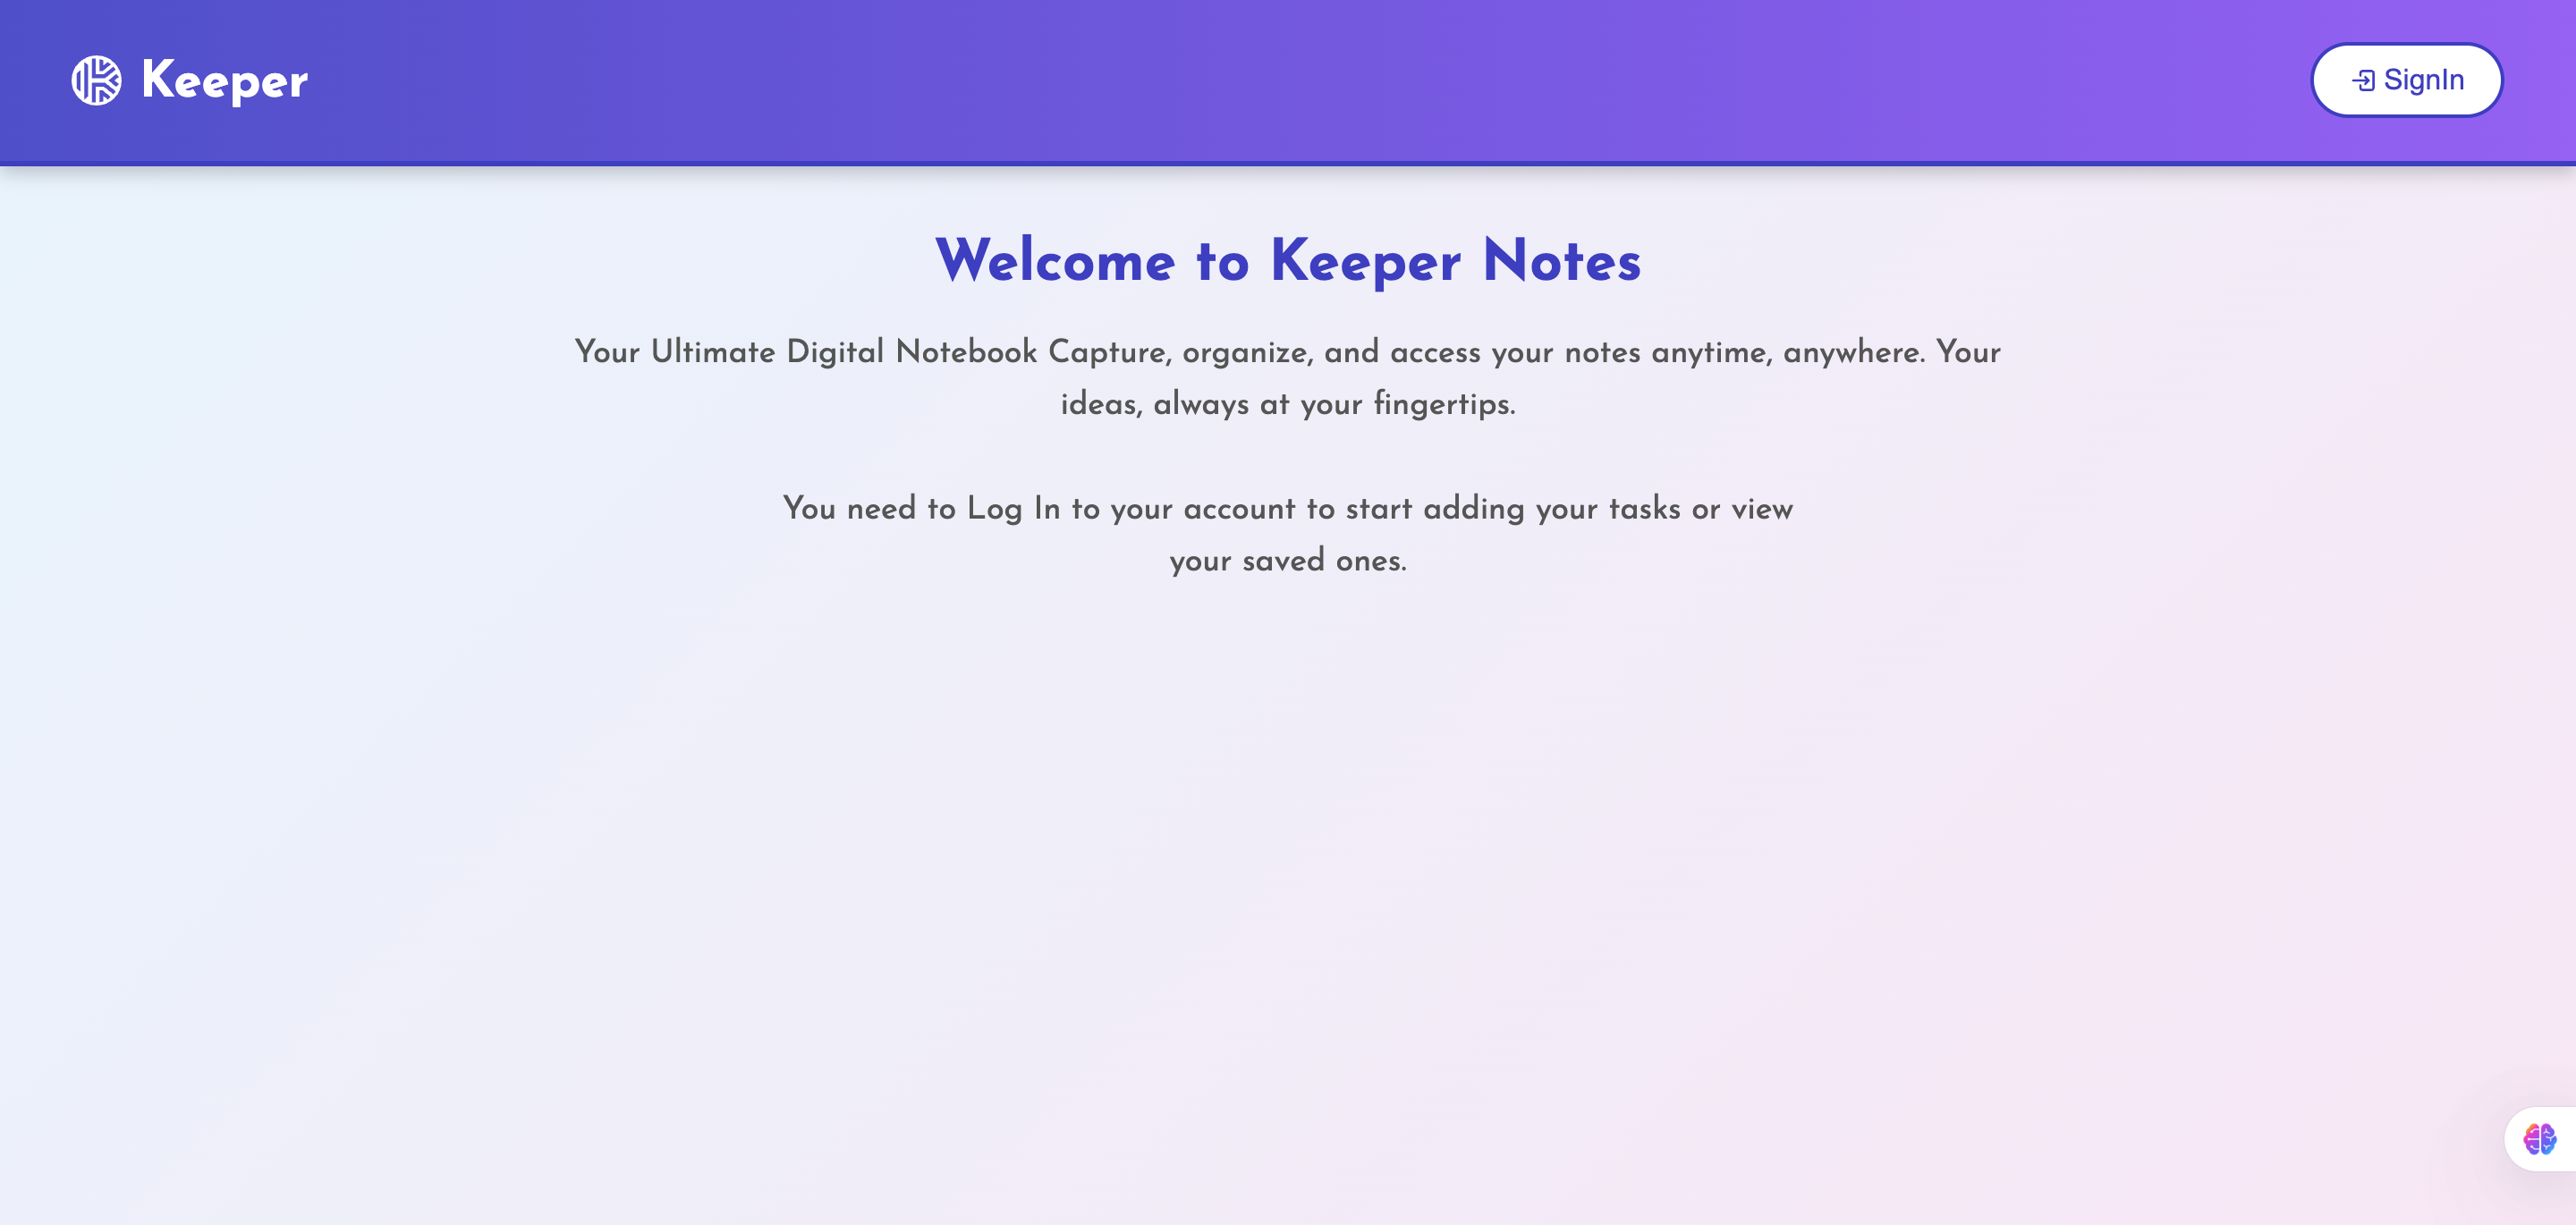 Keeper
SignIn
Welcome to Keeper Notes
Your Ultimate Digital Notebook Capture, organize, and access your notes anytime, anywhere. Your
ideas, always at your fingertips.
You need to Log In to your account to start adding your tasks or view
your saved ones.